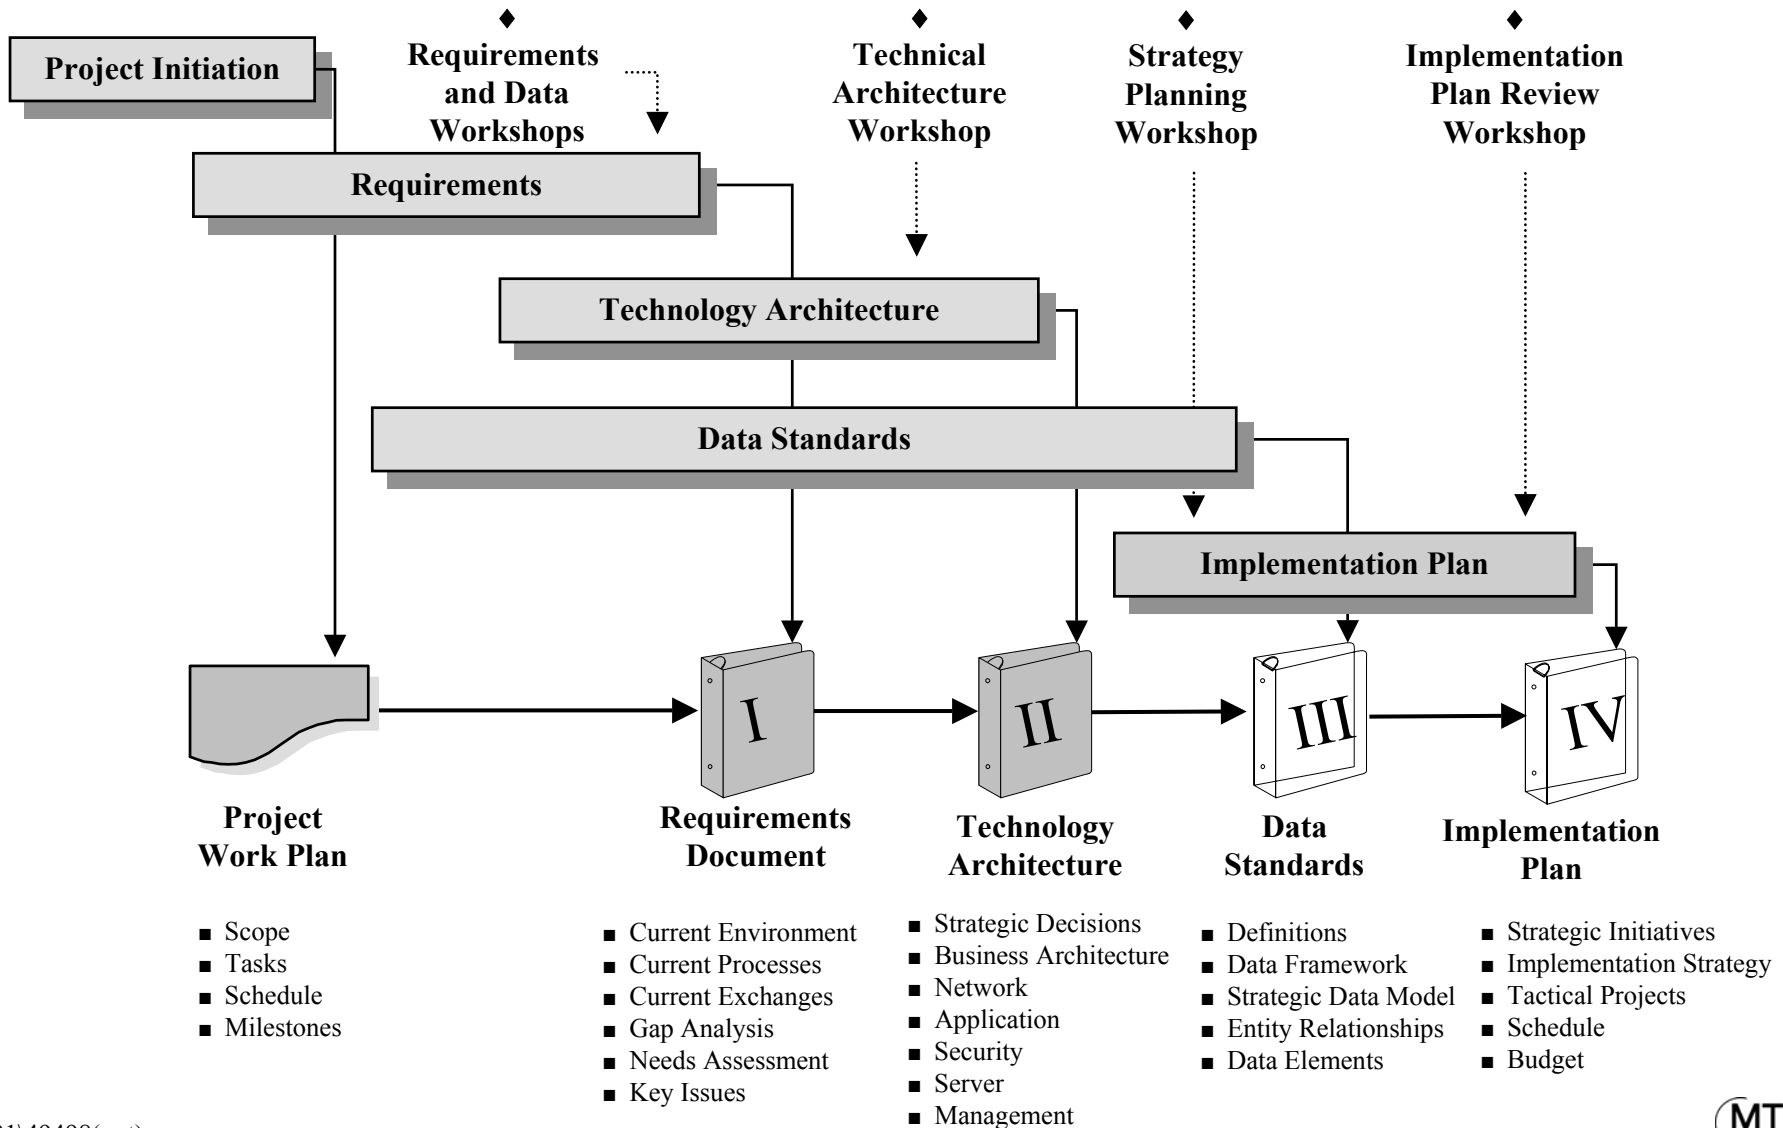 Project Initiation
Requirements
and Data
Workshops
Technical
Architecture
Workshop
Strategy
Planning
Workshop
Implementation
Plan Review
Workshop
Requirements
Technology Architecture
Data Standards
Implementation Plan
I
II
III
IV
Project
Work Plan
Requirements
Document
Technology
Architecture
Data
Standards
Implementation
Plan
Scope
Tasks
Schedule
Milestones
Current Environment
Current Processes
Current Exchanges
Gap Analysis
Needs Assessment
Key Issues
Strategic Decisions
Business Architecture
Network
Application
Security
Server
Management
Definitions
Data Framework
Strategic Data Model
Entity Relationships
Data Elements
Strategic Initiatives
Implementation Strategy
Tactical Projects
Schedule
Budget
MT